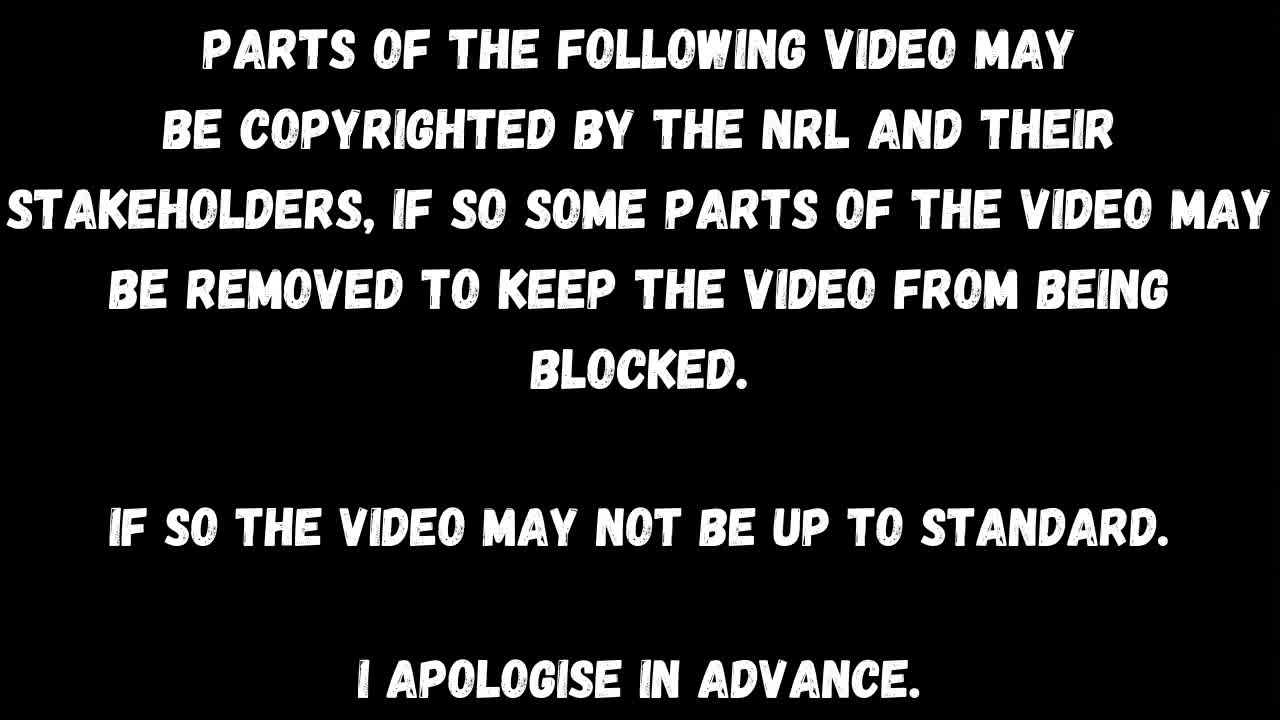 PARTS OF THE FOLLOWING VIDEO MAY
BE COPYRIGHTED BY THE NRL AND THEIR
STAKEHOLDERS, IF SO SOME PARTS OF THE VIDEO MAY
BE REMOVED TO KEEP THE VIDEO FROM BEING
BLOCKED.
IF SO THE VIDEO MAY NOT BE UP TO STANDARD.
I APOLOGISE IN ADVANCE.